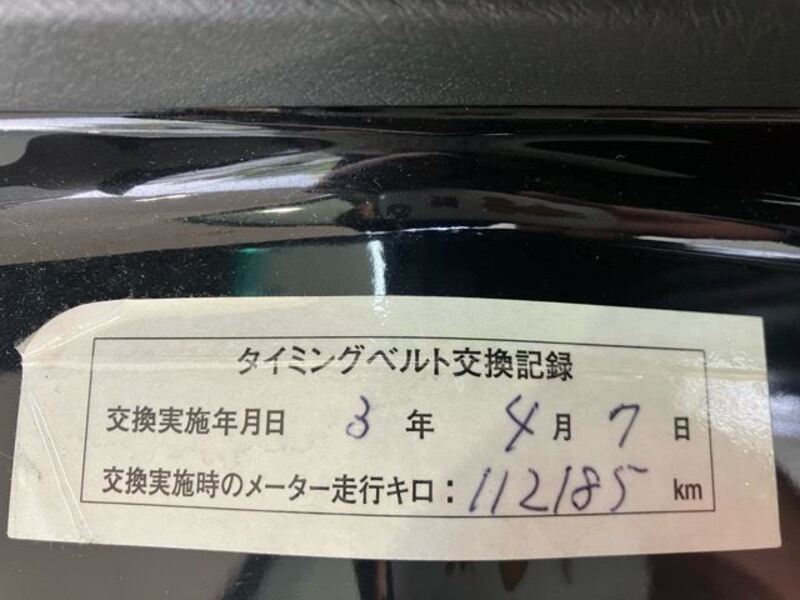 タイミングベルト交換記録
交換実施年月日 3年 4月 7日
交換実施時のメーター走行キロ：112185 km